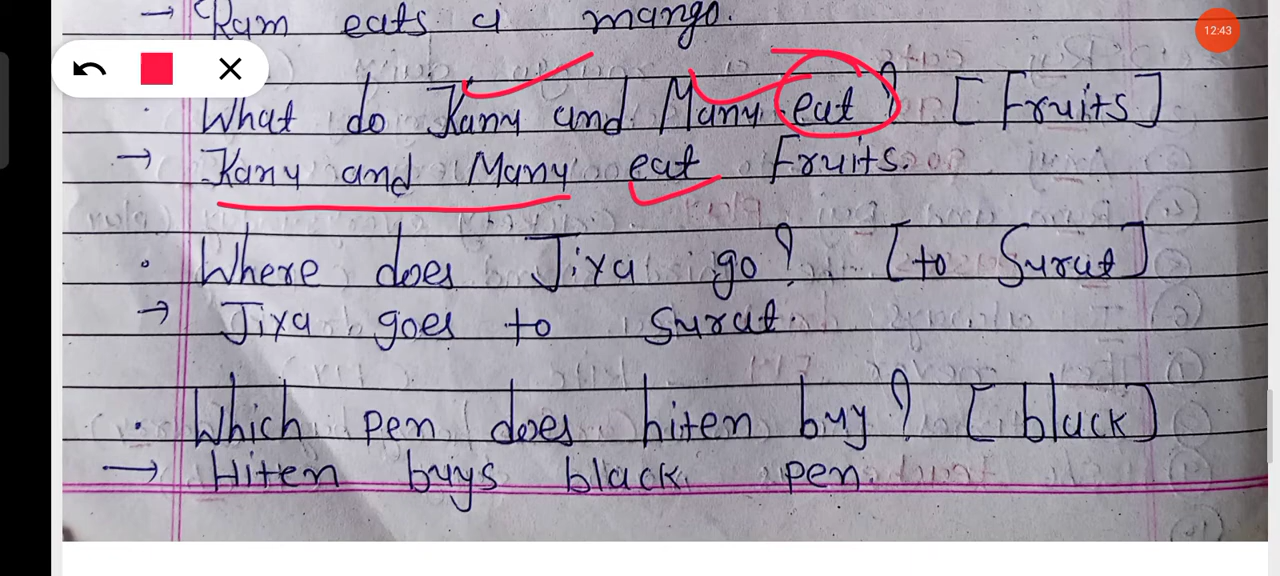 → Ram eats a mango.
12:43
• What do Kany and Many eat? [Fruits]
→ Kany and Many eat Fruits.
• Where does Jiya go? [to Surat]
→ Jiya goes to Surat.
• Which pen does hiten buy? [black]
→ Hiten buys black pen.